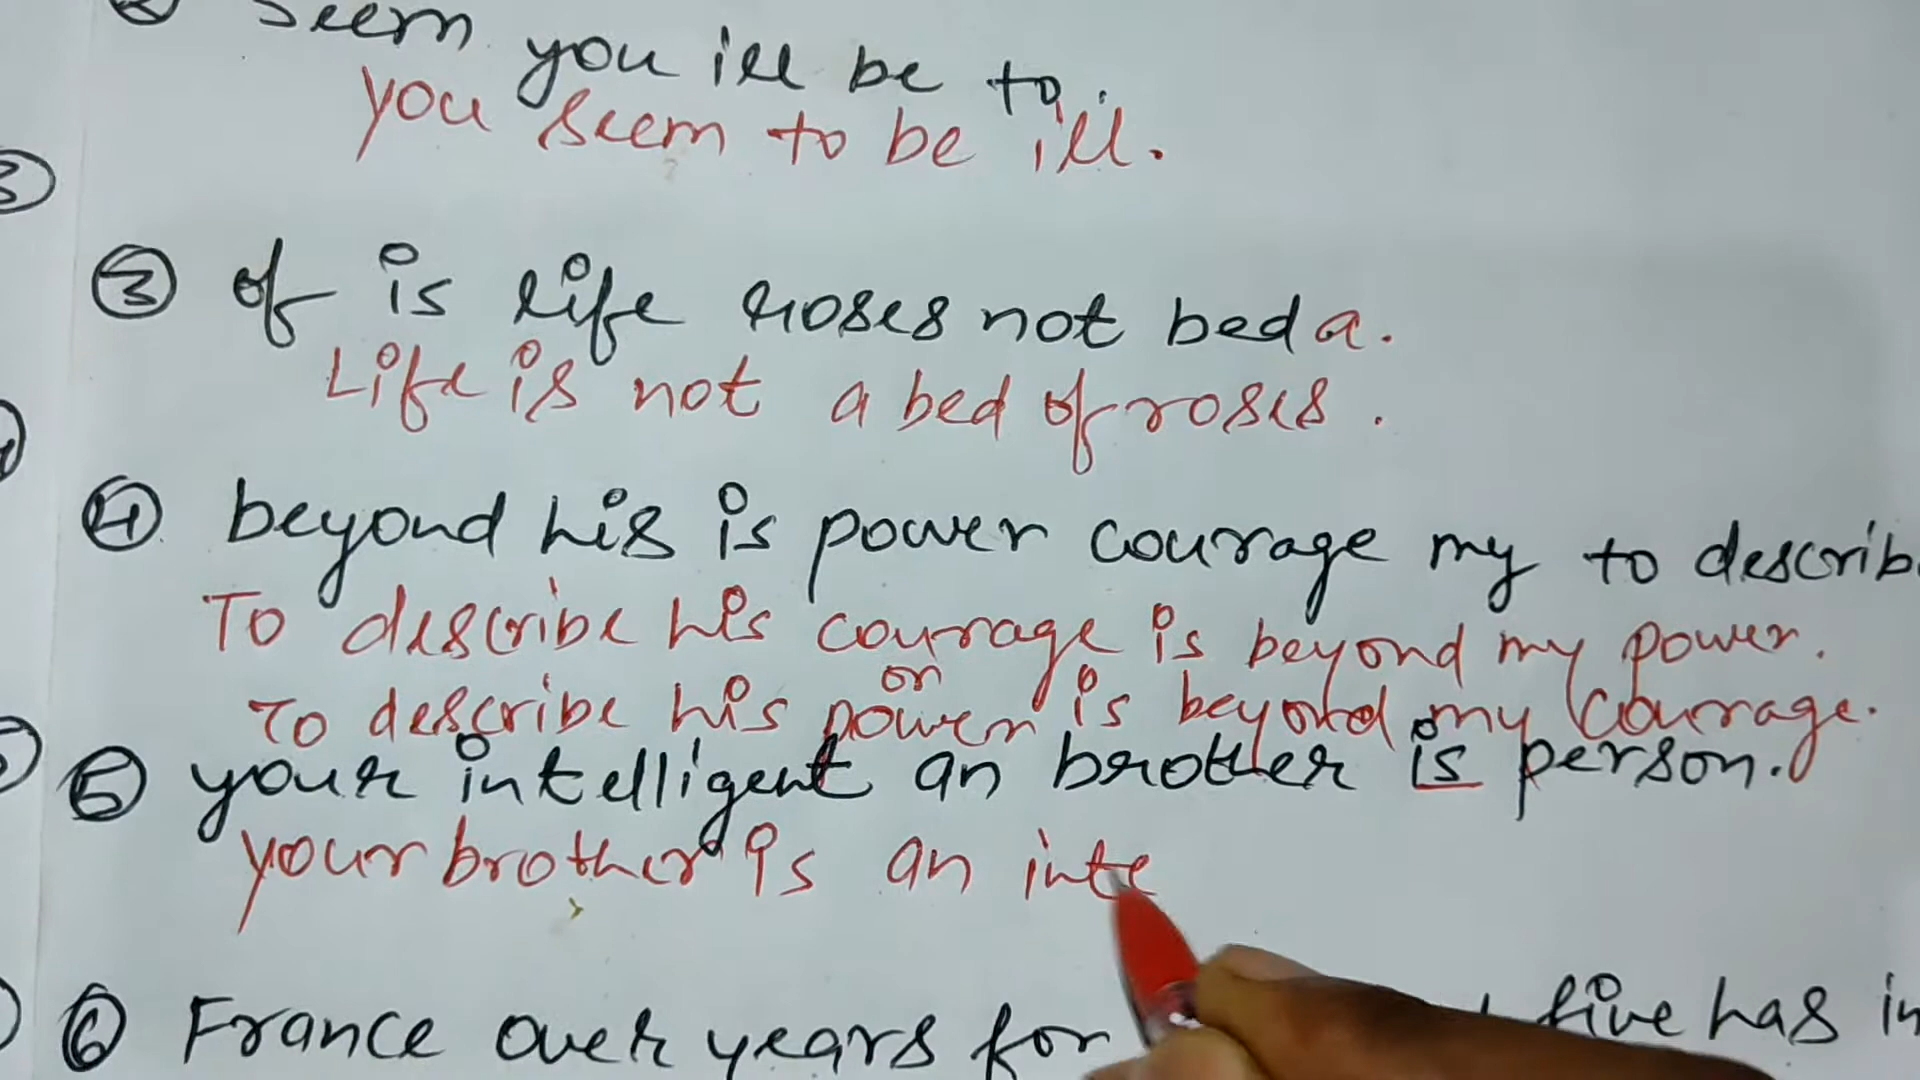 Seem you ill be to.
you seem to be ill.
3
③ of is life roses not bed a.
Life is not a bed of roses.
④ beyond his is power courage my to describ
To describe his courage is beyond my power.
or
To describe his power is beyond my courage.
⑤ your intelligent an brother is person.
your brother is an inte
⑥ France over years for five has in